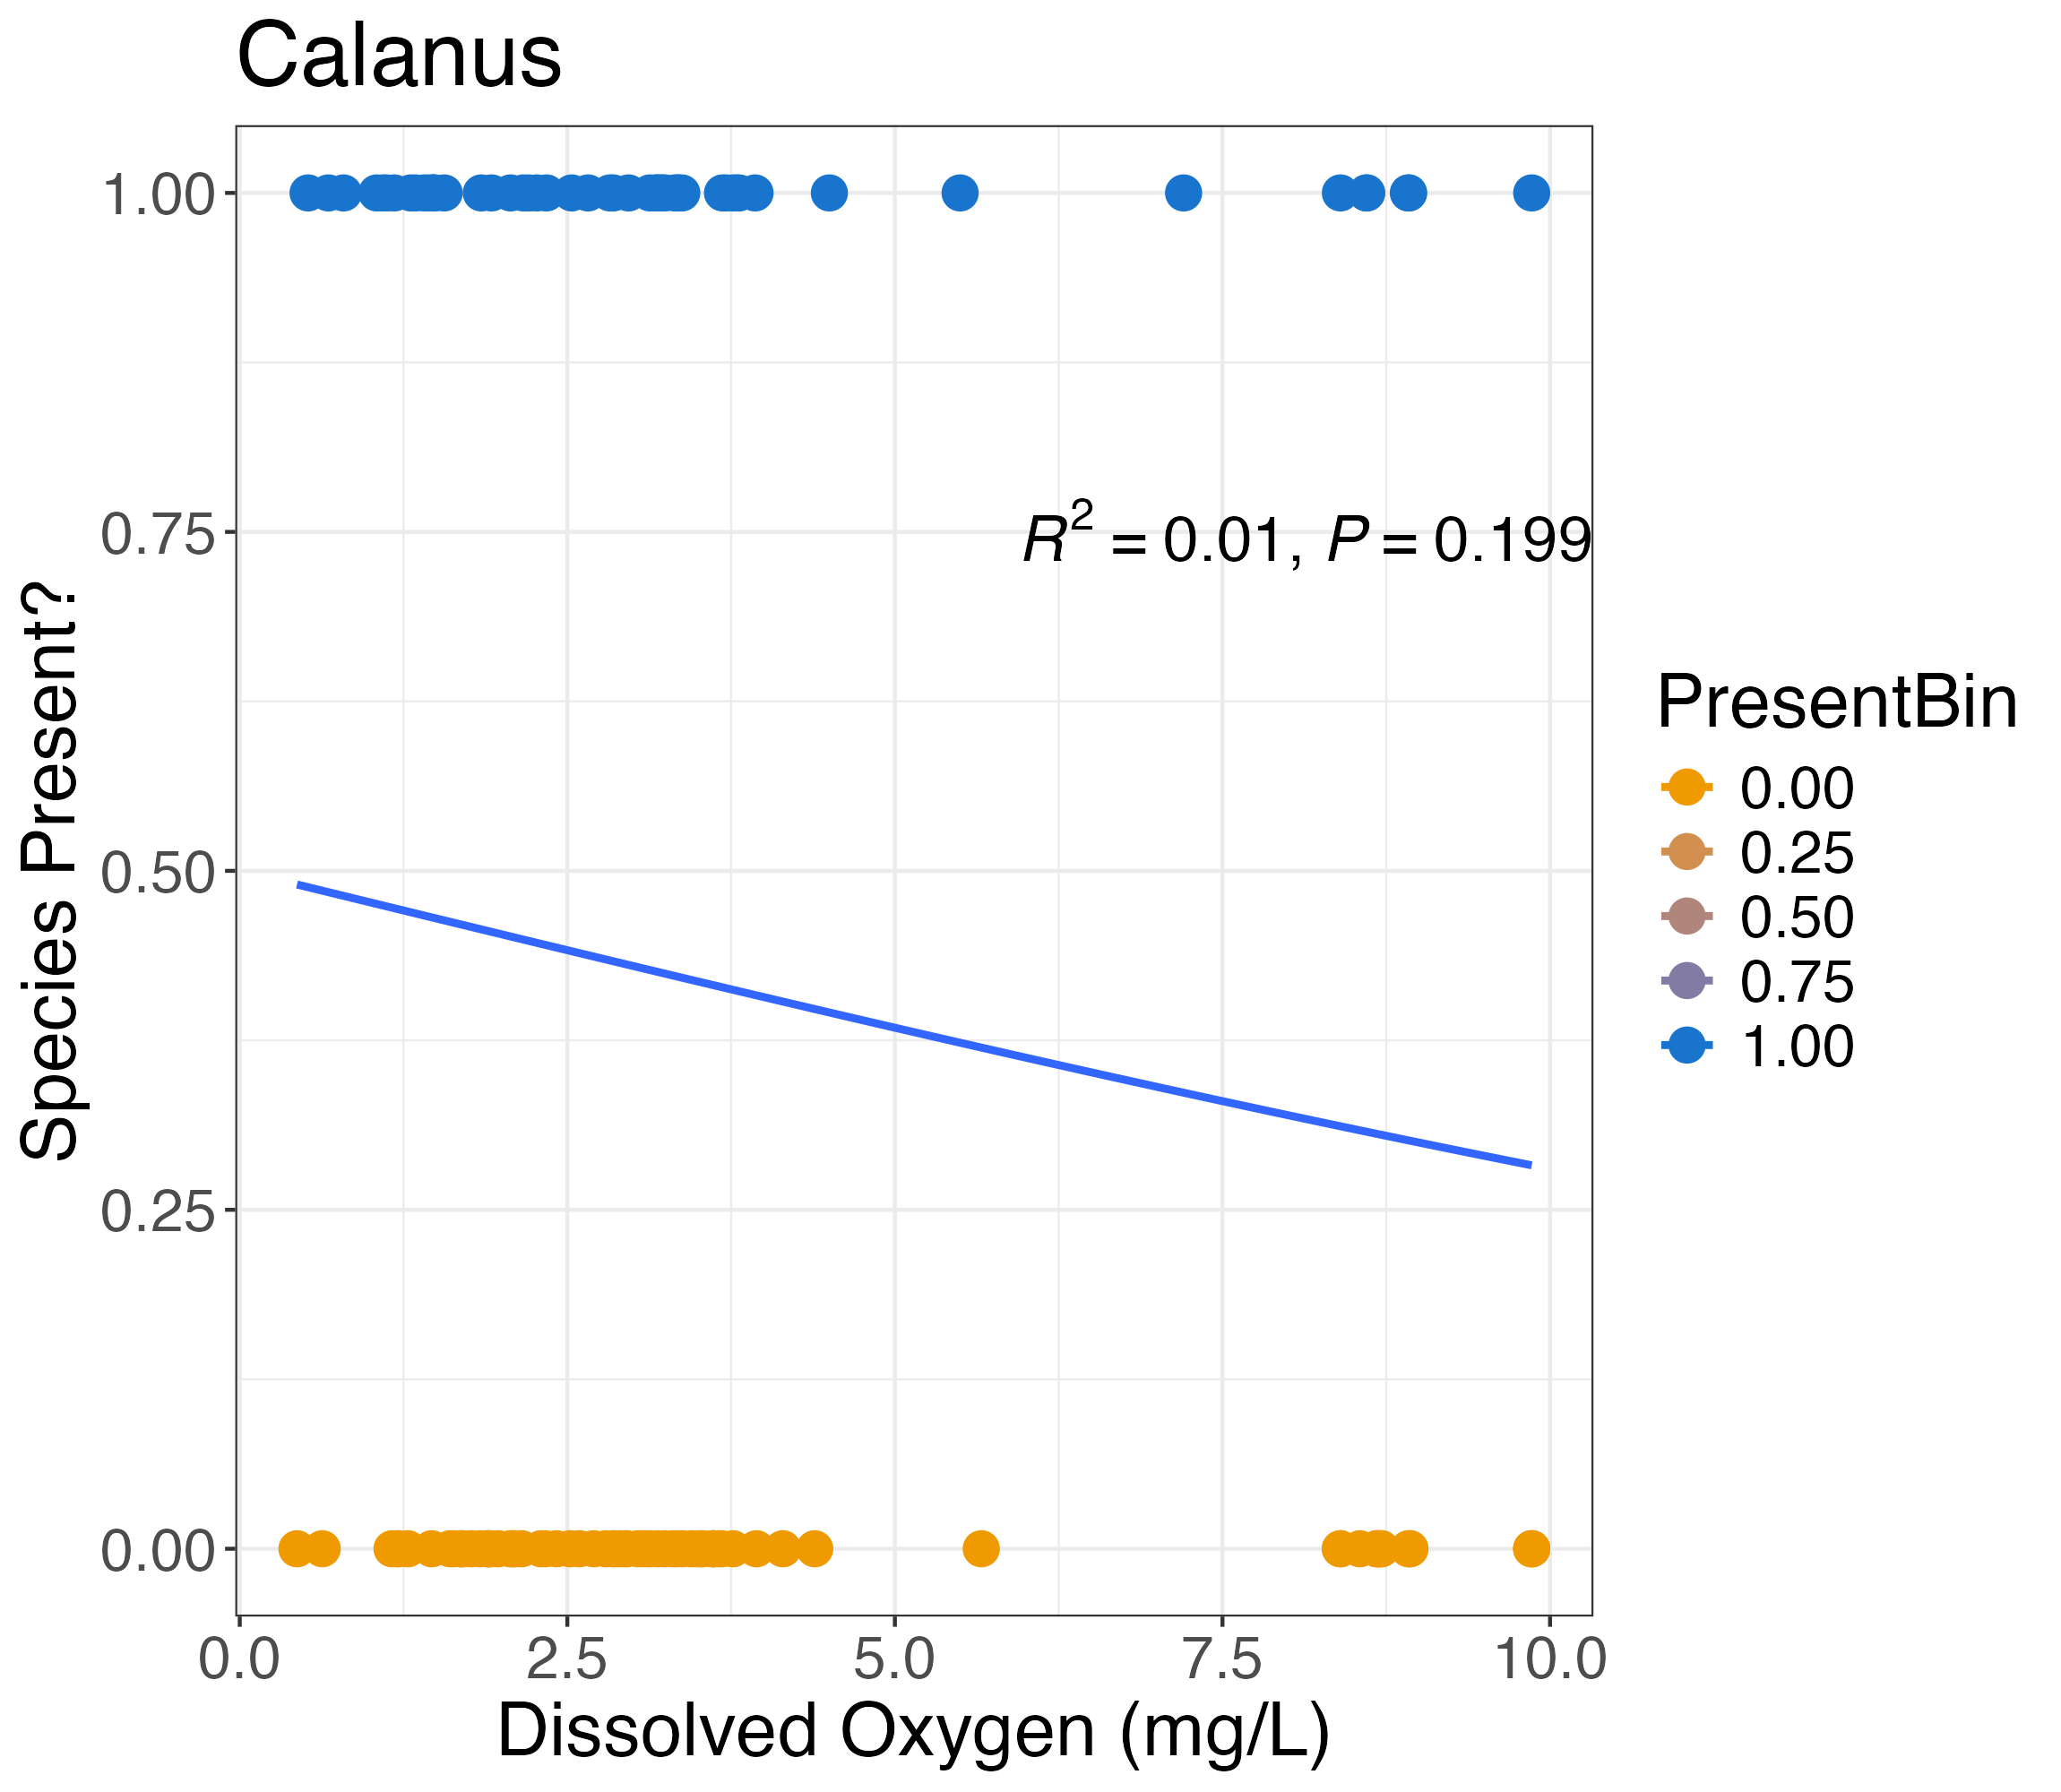 Calanus
1.00
0.75
0.50
0.25
0.00
Species Present?
R² = 0.01, P = 0.199
0.0 2.5 5.0 7.5 10.0
Dissolved Oxygen (mg/L)
PresentBin
0.00
0.25
0.50
0.75
1.00